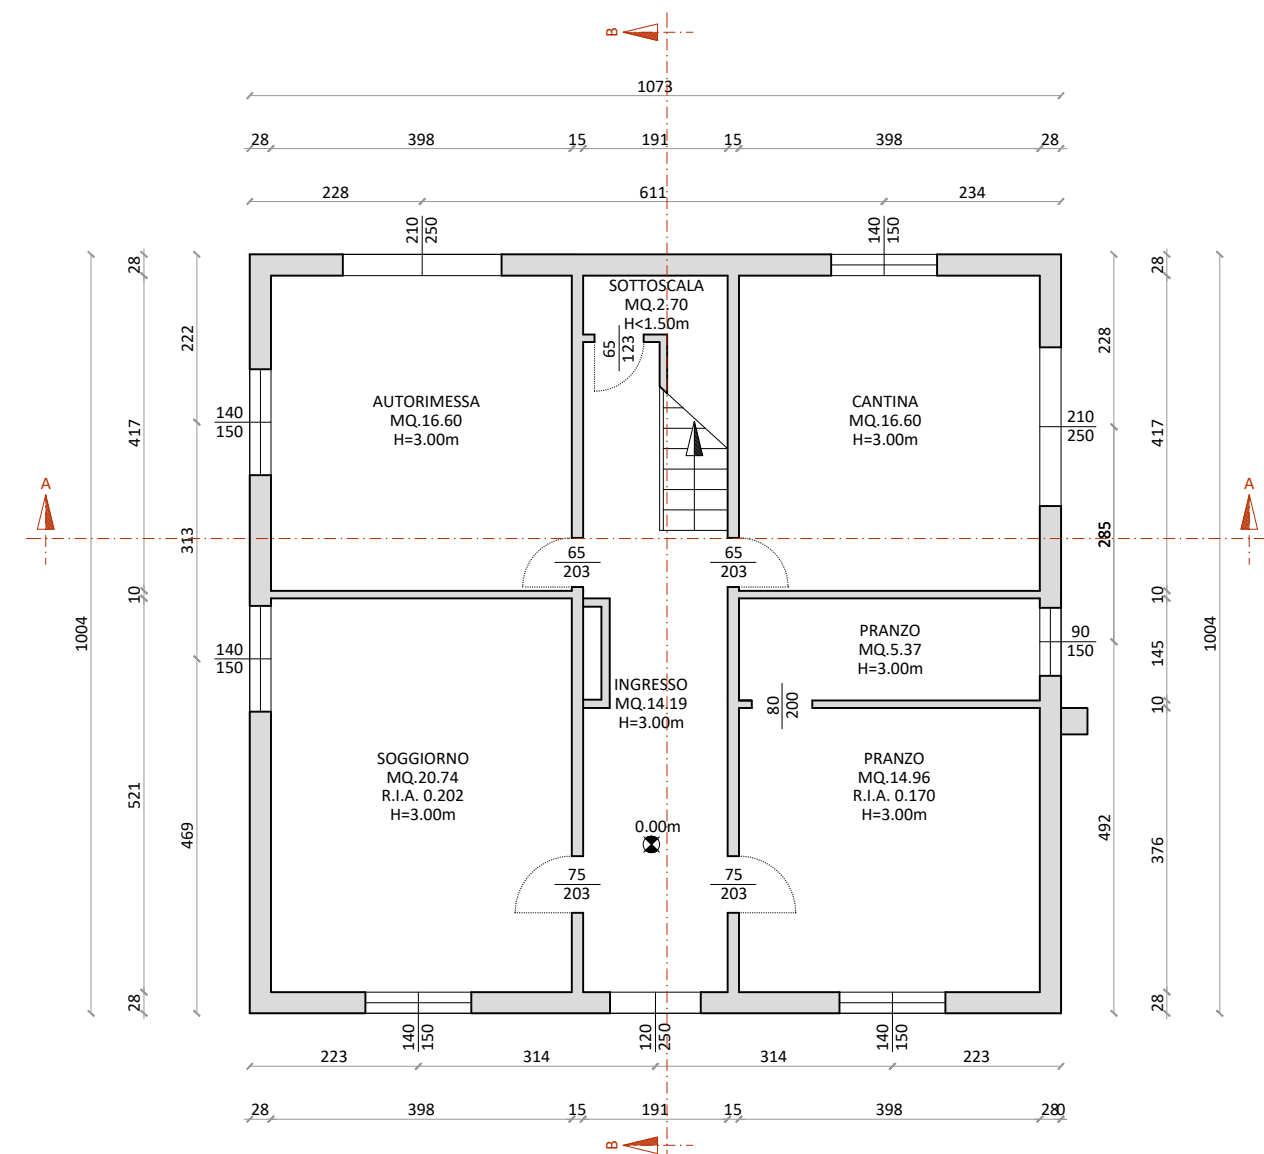 B
1073
28 398 15 191 15 398 28
228 611 234
210
250
140
150
28
222
417
313
10
1004
521
469
28
28
228
417
285
10
145
10
1004
492
376
28
A
A
SOTTOSCALA
MQ.2.70
H<1.50m
65
123
AUTORIMESSA
MQ.16.60
H=3.00m
CANTINA
MQ.16.60
H=3.00m
140
150
210
250
65
203
65
203
140
150
PRANZO
MQ.5.37
H=3.00m
90
150
INGRESSO
MQ.14.19
H=3.00m
80
200
SOGGIORNO
MQ.20.74
R.I.A. 0.202
H=3.00m
PRANZO
MQ.14.96
R.I.A. 0.170
H=3.00m
0.00m
75
203
75
203
140
150
120
250
140
150
223 314 314 223
28 398 15 191 15 398 28 0
B